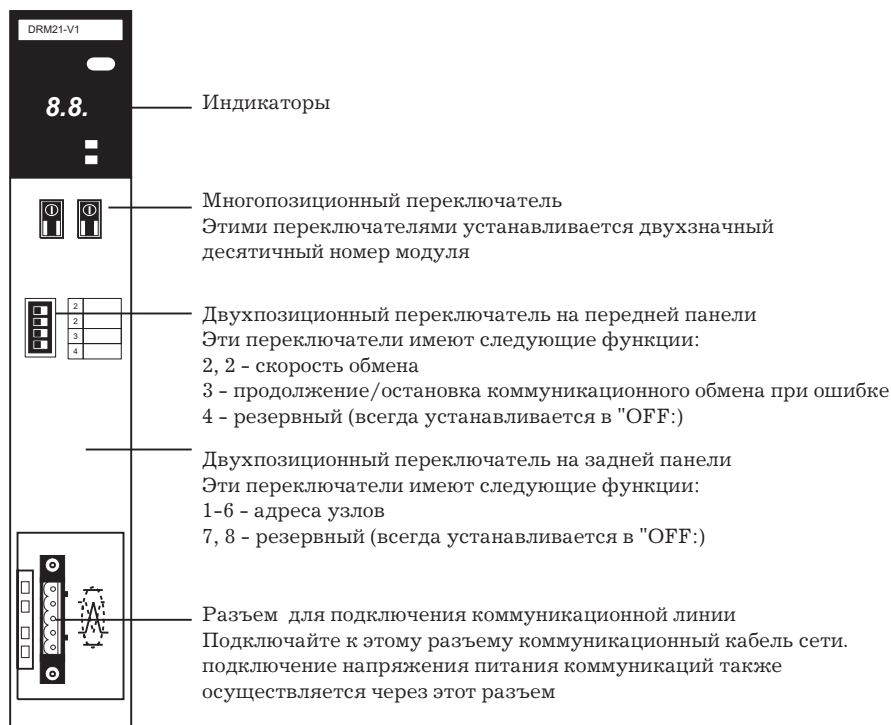 DRM21-V1
8.8.
Индикаторы
Многопозиционный переключатель
Этими переключателями устанавливается двухзначный
десятичный номер модуля
2
2
3
4
Двухпозиционный переключатель на передней панели
Эти переключатели имеют следующие функции:
2, 2 - скорость обмена
3 - продолжение/остановка коммуникационного обмена при ошибке
4 - резервный (всегда устанавливается в "OFF:)
Двухпозиционный переключатель на задней панели
Эти переключатели имеют следующие функции:
1-6 - адреса узлов
7, 8 - резервный (всегда устанавливается в "OFF:)
Разъем для подключения коммуникационной линии
Подключайте к этому разъему коммуникационный кабель сети.
подключение напряжения питания коммуникаций также
осуществляется через этот разъем